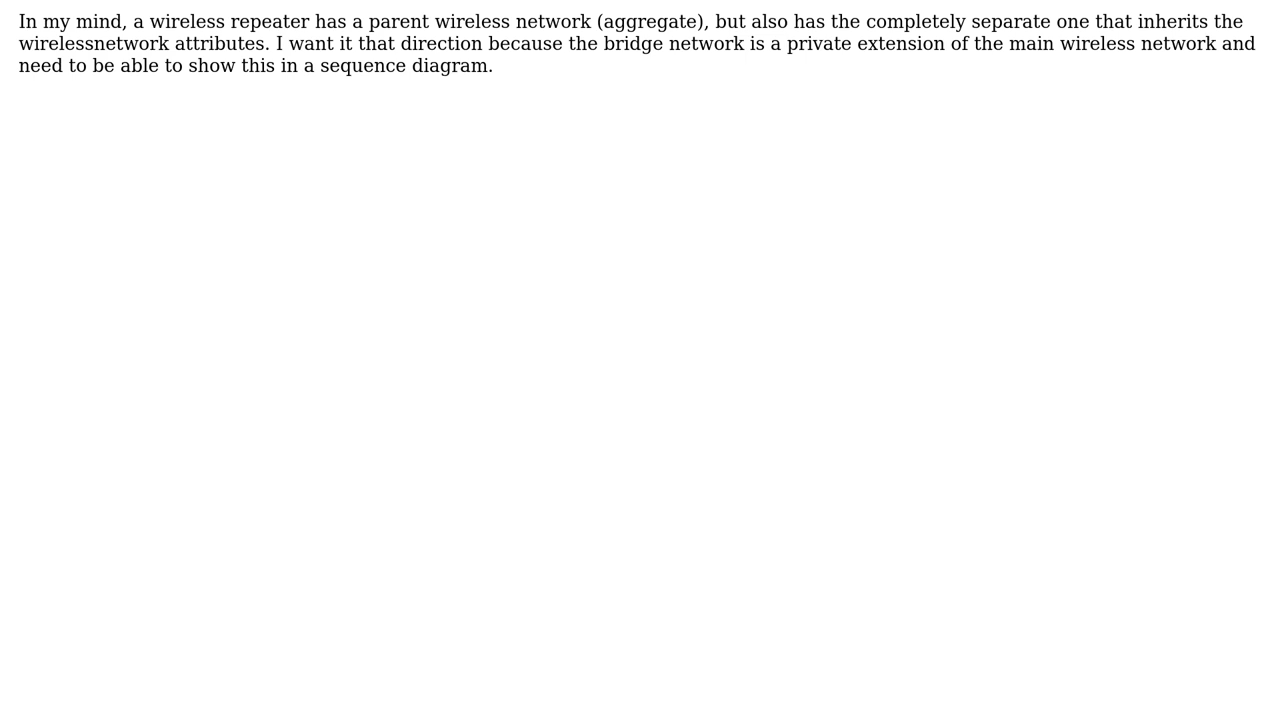 In my mind, a wireless repeater has a parent wireless network (aggregate), but also has the completely separate one that inherits the
wirelessnetwork attributes. I want it that direction because the bridge network is a private extension of the main wireless network and
need to be able to show this in a sequence diagram.